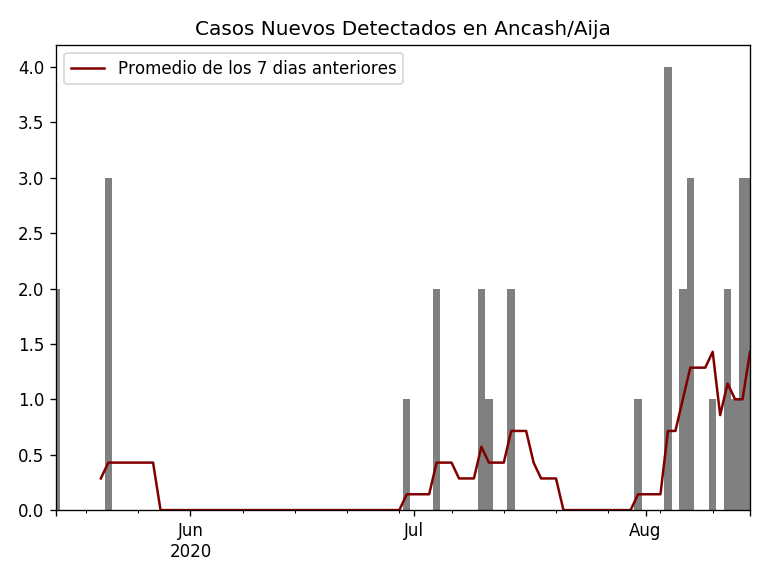 Casos Nuevos Detectados en Ancash/Aija
Promedio de los 7 dias anteriores
4.0
3.5
3.0
2.5
2.0
1.5
1.0
0.5
0.0
Jun
2020
Jul
Aug